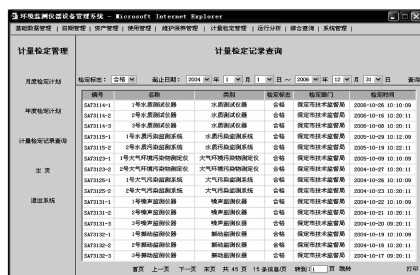 环境监测仪器设备管理系统 - Microsoft Internet Explorer
基础数据管理 | 前期管理 | 资产管理 | 使用管理 | 维护保养管理 | 计量检定管理 | 运行分析 | 综合查询 | 系统管理 |
计量检定管理
月度检定计划
年度检定计划
计量检定记录查询
主 页
退出系统
计量检定记录查询
检定标志: 合格 起止日期: 2004 年 1 月 1 日 ~ 2006 年 12 月 31 日 查询
编号 名称 类别 检定标志 检定部门 检定时间
SAT3114-1 1号水质测试仪器 水质测试仪器 合格 保定市技术监督局 2006-10-26 10:10:09
SAT3114-2 2号水质测试仪器 水质测试仪器 合格 保定市技术监督局 2006-10-16 10:20:11
SAT3114-3 3号水质测试仪器 水质测试仪器 合格 保定市技术监督局 2006-10-08 10:20:11
SAT3115-1 1号水质污染监测系统 水质污染监测系统 合格 保定市技术监督局 2005-10-29 10:10:09
SAT3115-2 2号水质污染监测系统 水质污染监测系统 合格 保定市技术监督局 2005-10-19 10:22:11
SAT3123-1 1号大气环境污染物测定仪 大气环境污染物测定仪 合格 保定市技术监督局 2005-10-09 10:10:09
SAT3123-2 2号大气环境污染物测定仪 大气环境污染物测定仪 合格 保定市技术监督局 2004-10-27 10:20:11
SAT3125-1 1号大气污染监测系统 大气污染监测系统 合格 保定市技术监督局 2004-10-26 10:10:09
SAT3125-2 2号大气污染监测系统 大气污染监测系统 合格 保定市技术监督局 2004-10-23 10:20:11
SAT3131-1 1号噪声监测仪器 噪声监测仪器 合格 保定市技术监督局 2004-10-22 10:10:09
SAT3131-2 2号噪声监测仪器 噪声监测仪器 合格 保定市技术监督局 2004-10-21 10:20:11
SAT3131-3 3号噪声监测仪器 噪声监测仪器 合格 保定市技术监督局 2004-10-20 09:20:11
SAT3132-1 1号振动监测仪器 振动监测仪器 合格 保定市技术监督局 2004-10-19 10:10:09
SAT3132-2 2号振动监测仪器 振动监测仪器 合格 保定市技术监督局 2004-10-18 10:20:11
SAT3132-3 3号振动监测仪器 振动监测仪器 合格 保定市技术监督局 2004-10-17 09:20:11
首页 上一页 下一页 末页 共 45 页 15 条信息/页 转到:1 页 跳转 打印